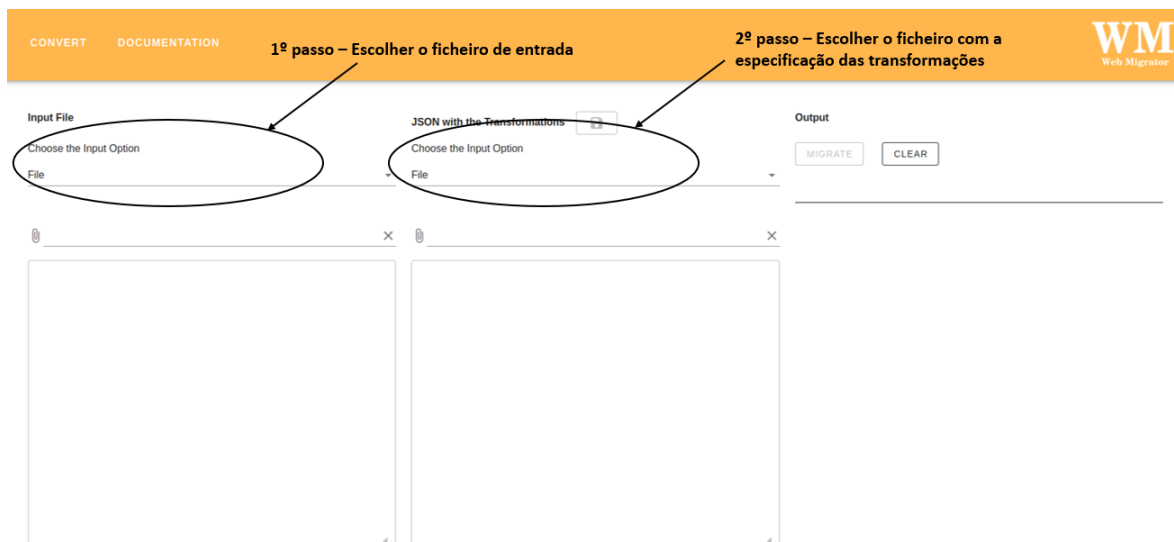 CONVERT DOCUMENTATION
1º passo – Escolher o ficheiro de entrada
2º passo – Escolher o ficheiro com a
especificação das transformações
WM
Web Migrator
Input File
Choose the Input Option
File
JSON with the Transformations
Choose the Input Option
File
Output
MIGRATE CLEAR